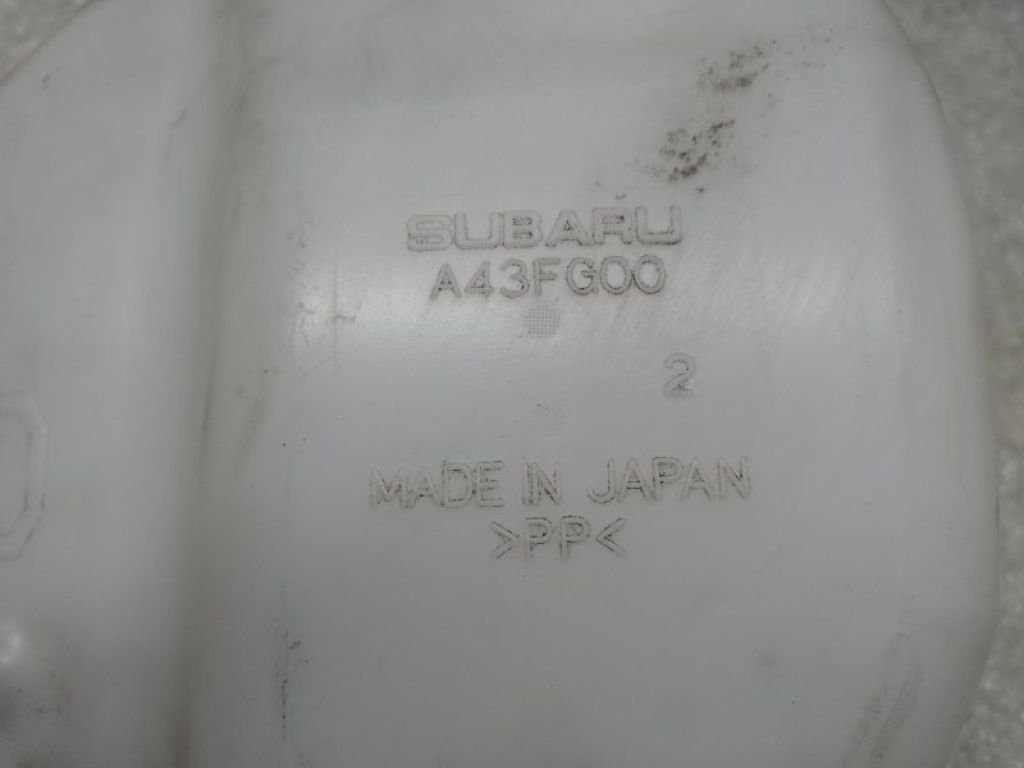 SUBARU
A43FG00
2
MADE IN JAPAN
>PP<